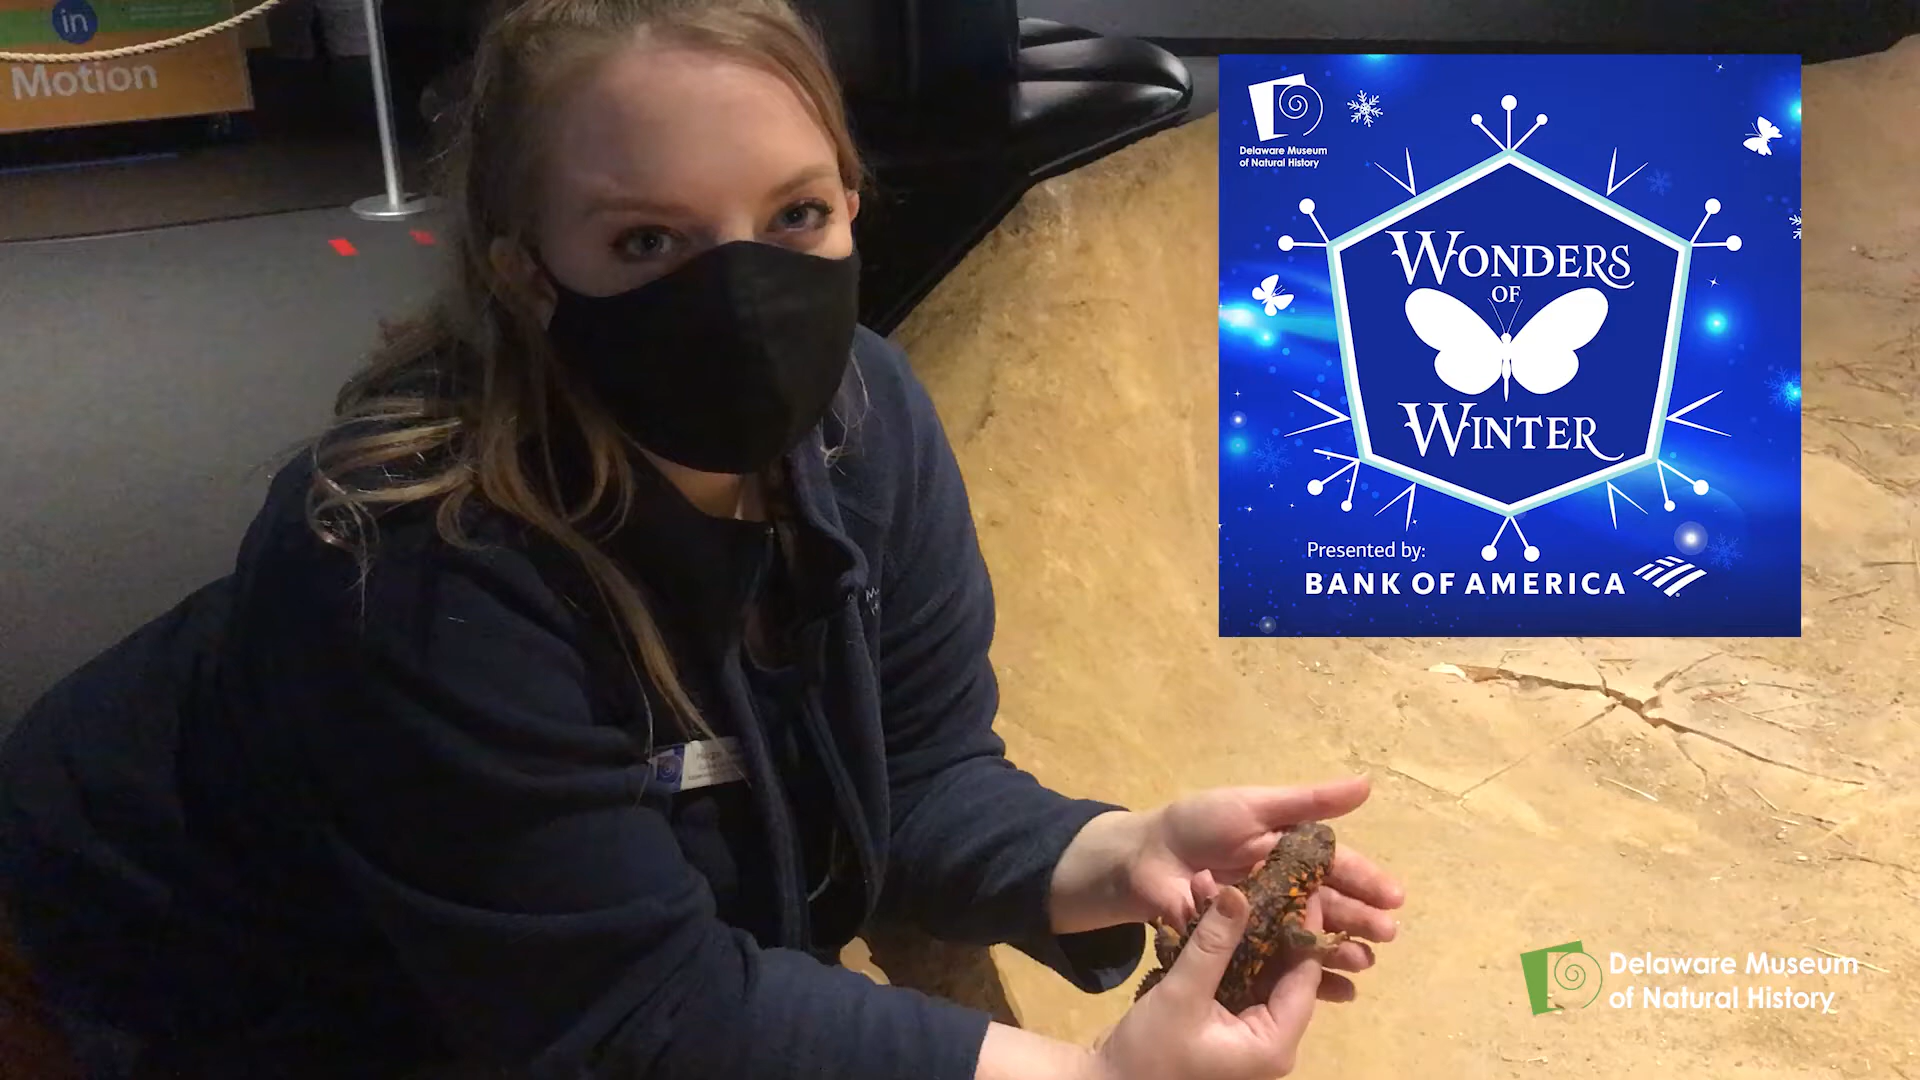 in
Motion
Delaware Museum
of Natural History
WONDERS
OF
WINTER
Presented by:
BANK OF AMERICA
Delaware Museum
of Natural History